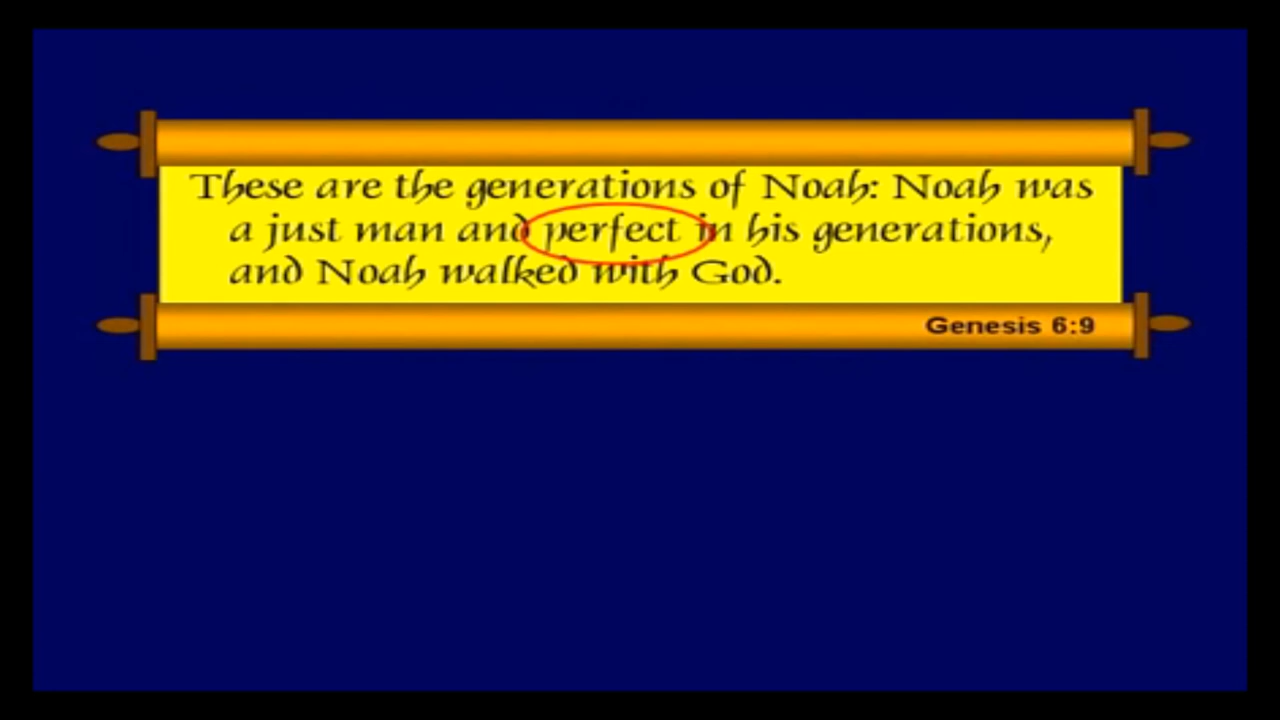 These are the generations of Noah: Noah was
a just man and perfect in his generations,
and Noah walked with God.
Genesis 6:9